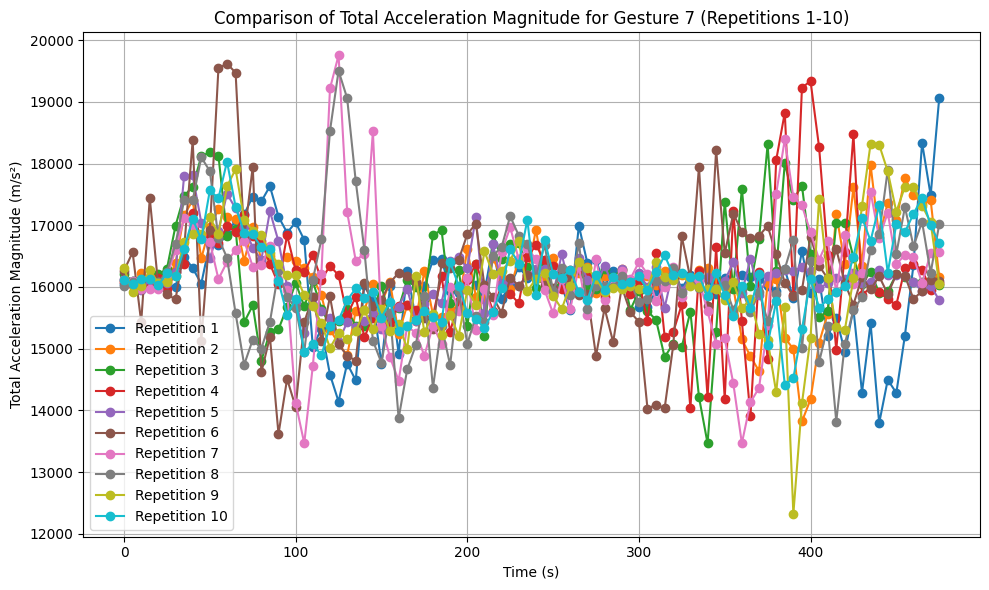 Comparison of Total Acceleration Magnitude for Gesture 7 (Repetitions 1-10)
Total Acceleration Magnitude (m/s²)
20000
19000
18000
17000
16000
15000
14000
13000
12000
Repetition 1
Repetition 2
Repetition 3
Repetition 4
Repetition 5
Repetition 6
Repetition 7
Repetition 8
Repetition 9
Repetition 10
0 100 200 300 400
Time (s)